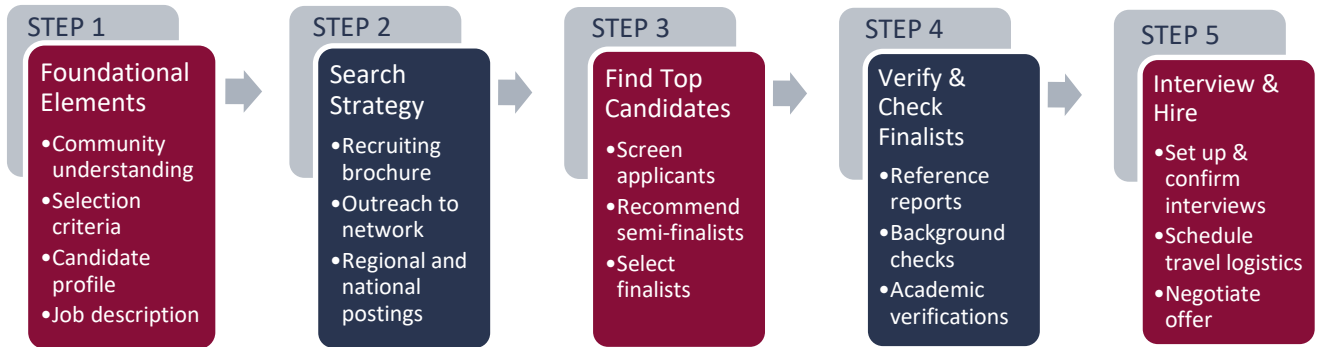 STEP 1
Foundational
Elements
•Community
understanding
•Selection
criteria
•Candidate
profile
•Job description
STEP 2
Search
Strategy
•Recruiting
brochure
•Outreach to
network
•Regional and
national
postings
STEP 3
Find Top
Candidates
•Screen
applicants
•Recommend
semi-finalists
•Select
finalists
STEP 4
Verify &
Check
Finalists
•Reference
reports
•Background
checks
•Academic
verifications
STEP 5
Interview &
Hire
•Set up &
confirm
interviews
•Schedule
travel logistics
•Negotiate
offer